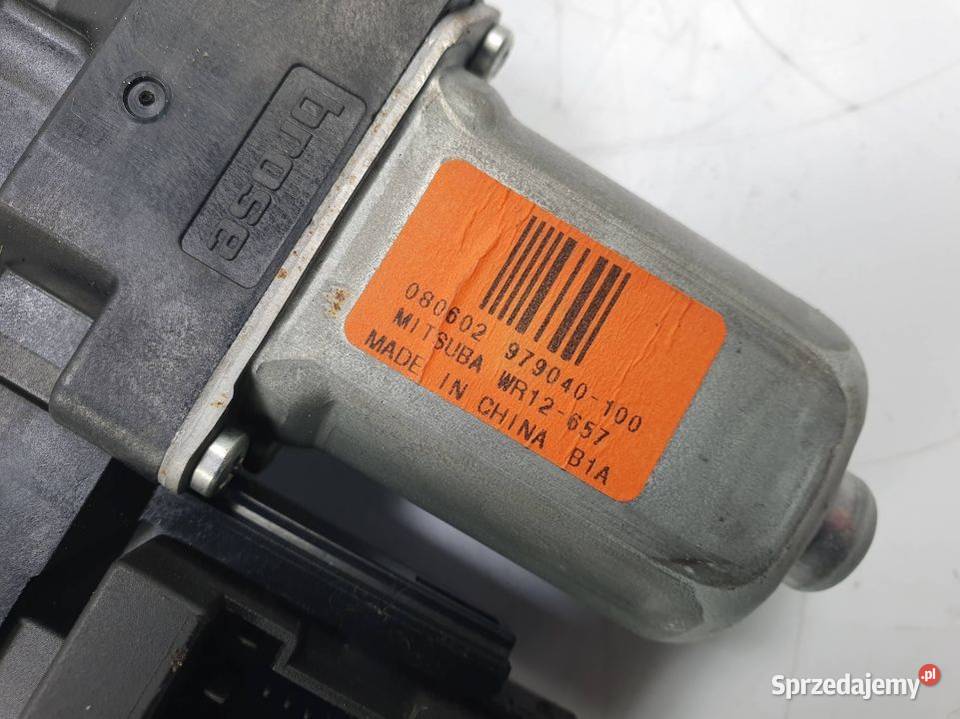 brose
080602 979040-100
MITSUBA WR12-657
MADE IN CHINA B1A
Sprzedajemy.pl